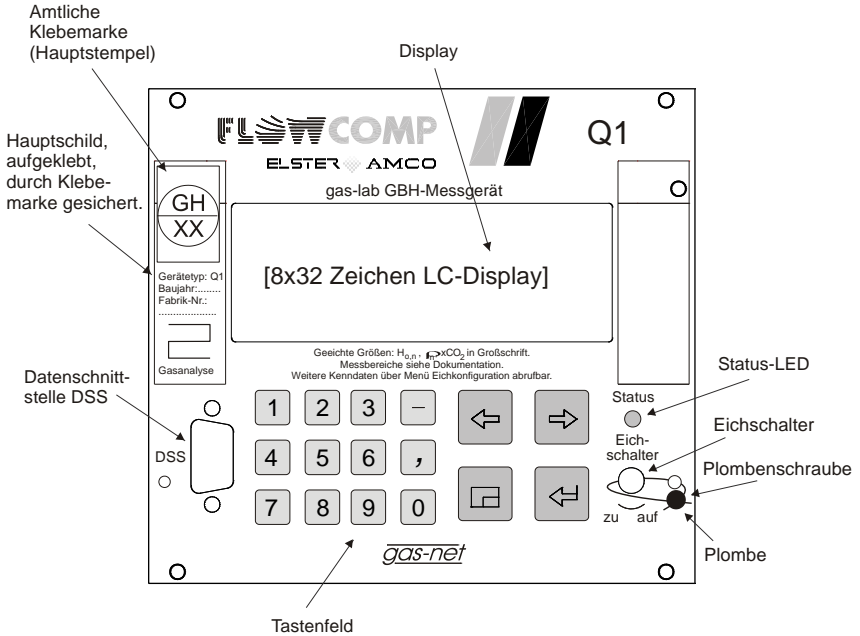 Amtliche
Klebemarke
(Hauptstempel)
Display
Hauptschild,
aufgeklebt,
durch Klebe-
marke gesichert.
FLOWCOMP
Q1
ELSTER AMCO
gas-lab GBH-Messgerät
GH
XX
[8x32 Zeichen LC-Display]
Gerätetyp: Q1
Baujahr:........
Fabrik-Nr.:
....................
Gasanalyse
Geeichte Größen: Ho,n , xCO2 in Großschrift.
Messbereiche siehe Dokumentation.
Weitere Kenndaten über Menü Eichkonfiguration abrufbar.
Datenschnitt-
stelle DSS
DSS
1 2 3 –
4 5 6 ,
7 8 9 0
Status
Status-LED
Eich-
schalter
Eichschalter
Plombenschraube
zu auf
Plombe
gas-net
Tastenfeld